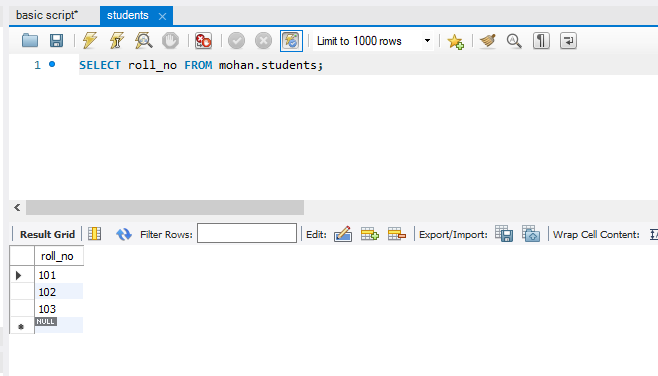 basic script* students
Limit to 1000 rows
1 SELECT roll_no FROM mohan.students;
Result Grid Filter Rows: Edit: Export/Import: Wrap Cell Content:
roll_no
101
102
103
NULL